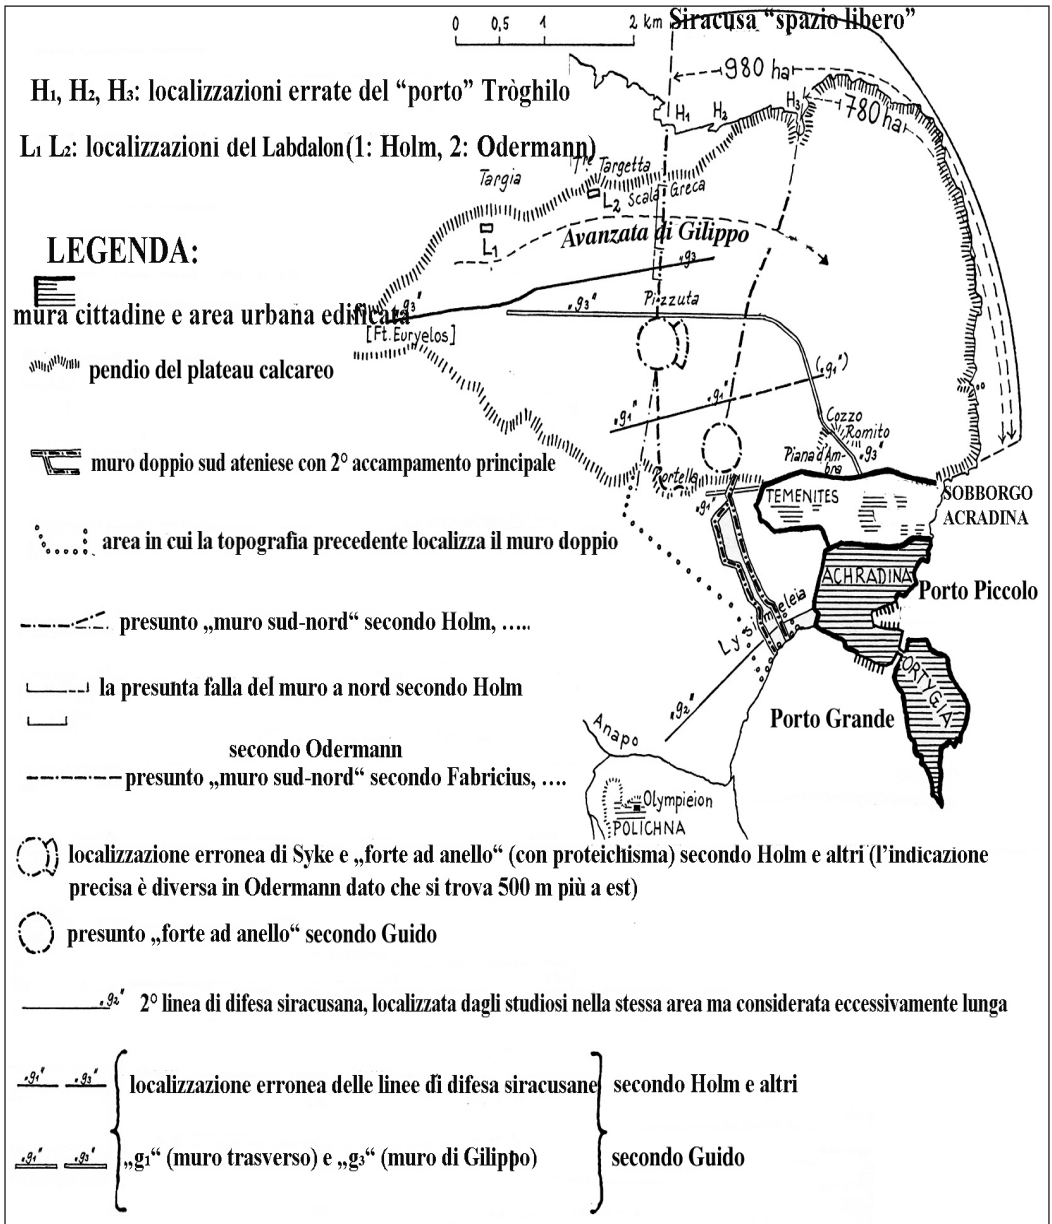 0 0,5 1 2 km
Siracusa “spazio libero”
980 ha
780 ha
H₁, H₂, H₃: localizzazioni errate del “porto” Tròghilo
H₁ H₂ H₃
L₁ L₂: localizzazioni del Labdalon (1: Holm, 2: Odermann)
Targetta
Targia
Scala Greca
L₂
L₁
Avanzata di Gilippo
LEGENDA:
„g₃“
„g₃“
„g₃“
Pizzuta
mura cittadine e area urbana edificata
[Ft. Euryelos]
pendio del plateau calcareo
(„g₁“)
„g₁“
„g₁“
Cozzo
Romito
Piana d'Am-
bra
„g₃“
muro doppio sud ateniese con 2° accampamento principale
Portella
„g₁“
TEMENITES
SOBBORGO
ACRADINA
area in cui la topografia precedente localizza il muro doppio
ACHRADINA
Porto Piccolo
presunto „muro sud-nord“ secondo Holm, …..
Lysimeleia
ORTYGIA
la presunta falla del muro a nord secondo Holm
„g₂“
Porto Grande
Anapo
secondo Odermann
presunto „muro sud-nord“ secondo Fabricius, ….
Olympieion
POLICHNA
localizzazione erronea di Syke e „forte ad anello“ (con proteichisma) secondo Holm e altri (l’indicazione
precisa è diversa in Odermann dato che si trova 500 m più a est)
presunto „forte ad anello“ secondo Guido
„g₂“ 2° linea di difesa siracusana, localizzata dagli studiosi nella stessa area ma considerata eccessivamente lunga
„g₁“ „g₃“ localizzazione erronea delle linee di difesa siracusane secondo Holm e altri
„g₁“ „g₃“ „g₁“ (muro trasverso) e „g₃“ (muro di Gilippo) secondo Guido